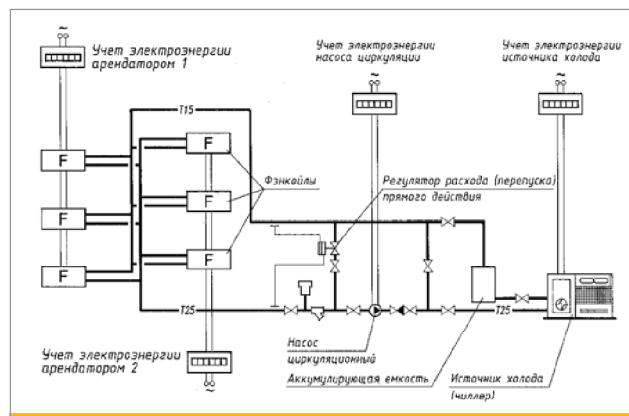 Учет электроэнергии
арендатором 1
Учет электроэнергии
насоса циркуляции
Учет электроэнергии
источника холода
Т15
F
F
F
F
F
F
Фэнкойлы
Регулятор расхода (перепуска)
прямого действия
Т25
Т25
Учет электроэнергии
арендатором 2
Насос
циркуляционный
Аккумулирующая емкость
Источник холода
(чиллер)